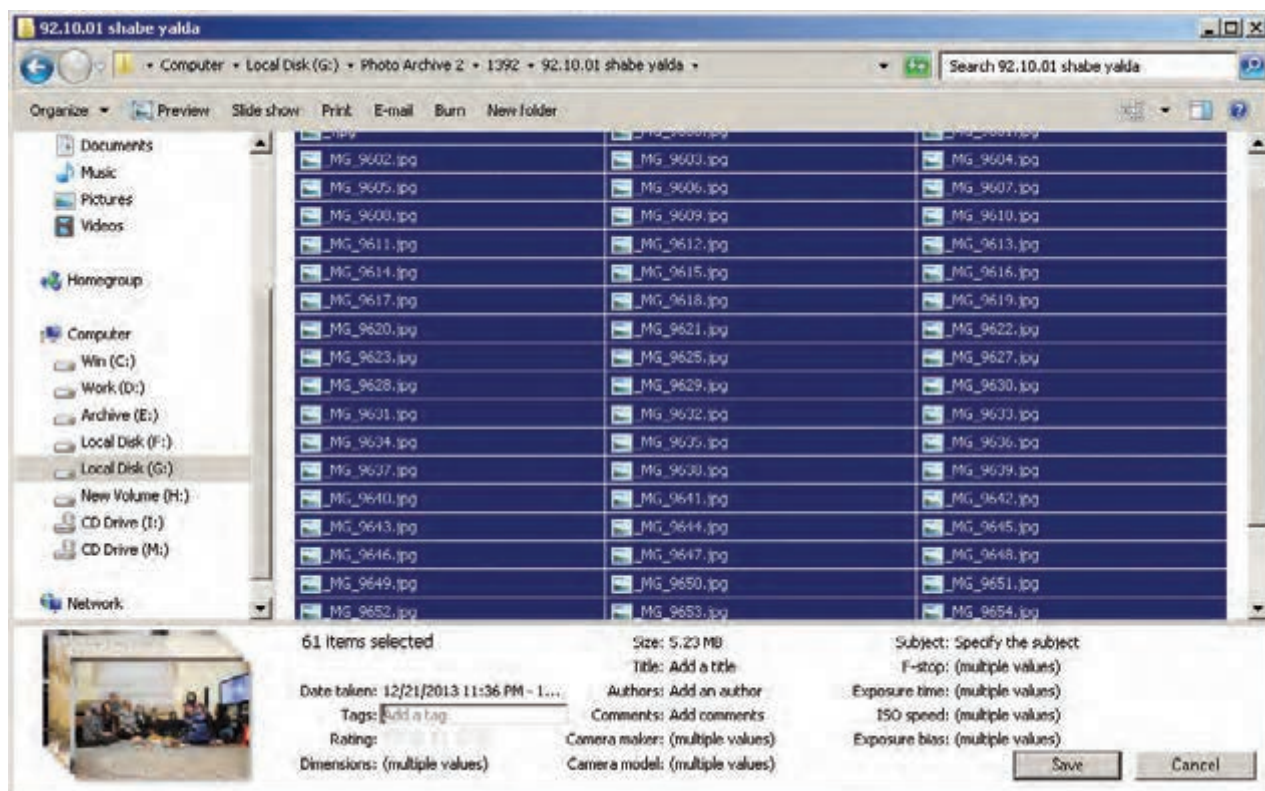 92.10.01 shabe yalda
Computer Local Disk (G:) Photo Archive 2 1392 92.10.01 shabe yalda
Search 92.10.01 shabe yalda
Organize Preview Slide show Print E-mail Burn New folder
Documents
Music
Pictures
Videos
Homegroup
Computer
Win (C:)
Work (D:)
Archive (E:)
Local Disk (F:)
Local Disk (G:)
New Volume (H:)
CD Drive (I:)
CD Drive (M:)
Network
_MG_9602.jpg _MG_9603.jpg _MG_9604.jpg
_MG_9605.jpg _MG_9606.jpg _MG_9607.jpg
_MG_9608.jpg _MG_9609.jpg _MG_9610.jpg
_MG_9611.jpg _MG_9612.jpg _MG_9613.jpg
_MG_9614.jpg _MG_9615.jpg _MG_9616.jpg
_MG_9617.jpg _MG_9618.jpg _MG_9619.jpg
_MG_9620.jpg _MG_9621.jpg _MG_9622.jpg
_MG_9623.jpg _MG_9625.jpg _MG_9627.jpg
_MG_9628.jpg _MG_9629.jpg _MG_9630.jpg
_MG_9631.jpg _MG_9632.jpg _MG_9633.jpg
_MG_9634.jpg _MG_9635.jpg _MG_9636.jpg
_MG_9637.jpg _MG_9638.jpg _MG_9639.jpg
_MG_9640.jpg _MG_9641.jpg _MG_9642.jpg
_MG_9643.jpg _MG_9644.jpg _MG_9645.jpg
_MG_9646.jpg _MG_9647.jpg _MG_9648.jpg
_MG_9649.jpg _MG_9650.jpg _MG_9651.jpg
_MG_9652.jpg _MG_9653.jpg _MG_9654.jpg
61 items selected
Date taken: 12/21/2013 11:36 PM - 1...
Tags: Add a tag
Rating:
Dimensions: (multiple values)
Size: 5.23 MB
Title: Add a title
Authors: Add an author
Comments: Add comments
Camera maker: (multiple values)
Camera model: (multiple values)
Subject: Specify the subject
F-stop: (multiple values)
Exposure time: (multiple values)
ISO speed: (multiple values)
Exposure bias: (multiple values)
Save Cancel